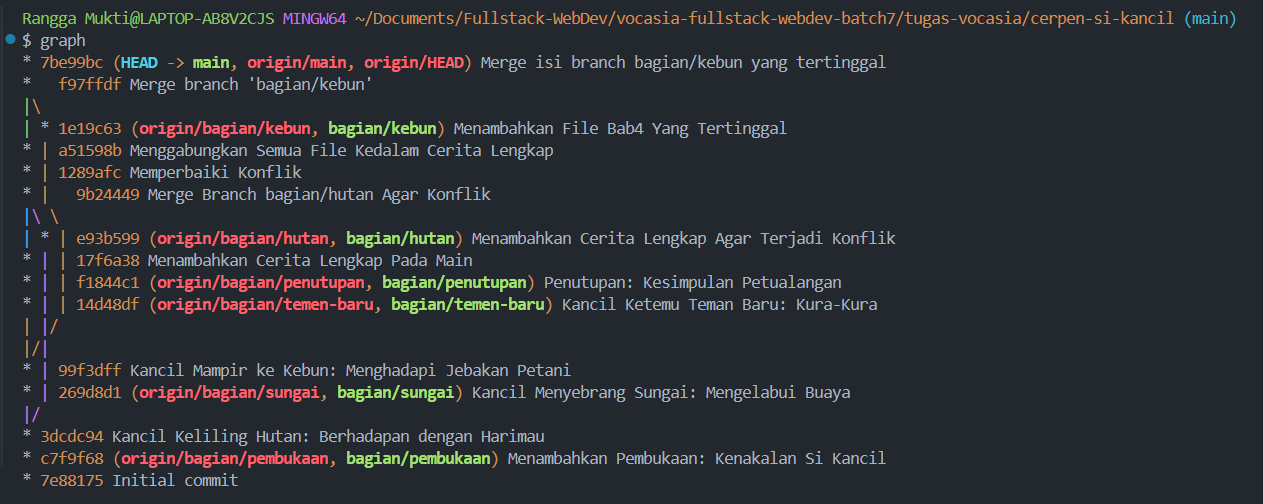 Rangga Mukti@LAPTOP-AB8V2CJS MINGW64 ~/Documents/Fullstack-WebDev/vocasia-fullstack-webdev-batch7/tugas-vocasia/cerpen-si-kancil (main)
$ graph
* 7be99bc (HEAD -> main, origin/main, origin/HEAD) Merge isi branch bagian/kebun yang tertinggal
*   f97ffdf Merge branch 'bagian/kebun'
|\
| * 1e19c63 (origin/bagian/kebun, bagian/kebun) Menambahkan File Bab4 Yang Tertinggal
* | a51598b Menggabungkan Semua File Kedalam Cerita Lengkap
* | 1289afc Memperbaiki Konflik
* |   9b24449 Merge Branch bagian/hutan Agar Konflik
|\ \
| * | e93b599 (origin/bagian/hutan, bagian/hutan) Menambahkan Cerita Lengkap Agar Terjadi Konflik
* | | 17f6a38 Menambahkan Cerita Lengkap Pada Main
* | | f1844c1 (origin/bagian/penutupan, bagian/penutupan) Penutupan: Kesimpulan Petualangan
* | | 14d48df (origin/bagian/temen-baru, bagian/temen-baru) Kancil Ketemu Teman Baru: Kura-Kura
| |/
|/|
* | 99f3dff Kancil Mampir ke Kebun: Menghadapi Jebakan Petani
* | 269d8d1 (origin/bagian/sungai, bagian/sungai) Kancil Menyebrang Sungai: Mengelabui Buaya
|/
* 3dcdc94 Kancil Keliling Hutan: Berhadapan dengan Harimau
* c7f9f68 (origin/bagian/pembukaan, bagian/pembukaan) Menambahkan Pembukaan: Kenakalan Si Kancil
* 7e88175 Initial commit